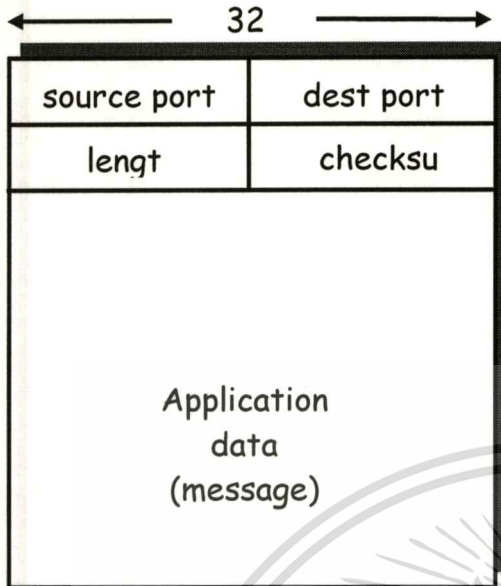 32
source port dest port
lengt checksu
Application
data
(message)